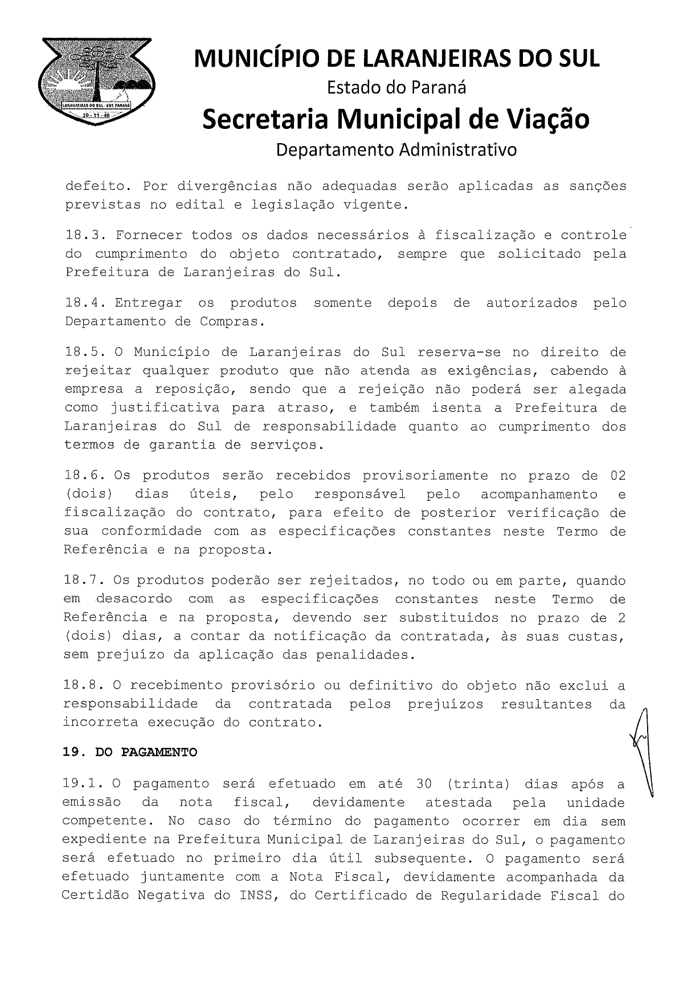 MUNICÍPIO DE LARANJEIRAS DO SUL
Estado do Paraná
Secretaria Municipal de Viação
Departamento Administrativo
LARANJEIRAS DO SUL - EST. PARANÁ
30 - 11 - 46
defeito. Por divergências não adequadas serão aplicadas as sanções
previstas no edital e legislação vigente.
18.3. Fornecer todos os dados necessários à fiscalização e controle
do cumprimento do objeto contratado, sempre que solicitado pela
Prefeitura de Laranjeiras do Sul.
18.4. Entregar os produtos somente depois de autorizados pelo
Departamento de Compras.
18.5. O Município de Laranjeiras do Sul reserva-se no direito de
rejeitar qualquer produto que não atenda as exigências, cabendo à
empresa a reposição, sendo que a rejeição não poderá ser alegada
como justificativa para atraso, e também isenta a Prefeitura de
Laranjeiras do Sul de responsabilidade quanto ao cumprimento dos
termos de garantia de serviços.
18.6. Os produtos serão recebidos provisoriamente no prazo de 02
(dois) dias úteis, pelo responsável pelo acompanhamento e
fiscalização do contrato, para efeito de posterior verificação de
sua conformidade com as especificações constantes neste Termo de
Referência e na proposta.
18.7. Os produtos poderão ser rejeitados, no todo ou em parte, quando
em desacordo com as especificações constantes neste Termo de
Referência e na proposta, devendo ser substituídos no prazo de 2
(dois) dias, a contar da notificação da contratada, às suas custas,
sem prejuízo da aplicação das penalidades.
18.8. O recebimento provisório ou definitivo do objeto não exclui a
responsabilidade da contratada pelos prejuízos resultantes da
incorreta execução do contrato.
19. DO PAGAMENTO
19.1. O pagamento será efetuado em até 30 (trinta) dias após a
emissão da nota fiscal, devidamente atestada pela unidade
competente. No caso do término do pagamento ocorrer em dia sem
expediente na Prefeitura Municipal de Laranjeiras do Sul, o pagamento
será efetuado no primeiro dia útil subsequente. O pagamento será
efetuado juntamente com a Nota Fiscal, devidamente acompanhada da
Certidão Negativa do INSS, do Certificado de Regularidade Fiscal do